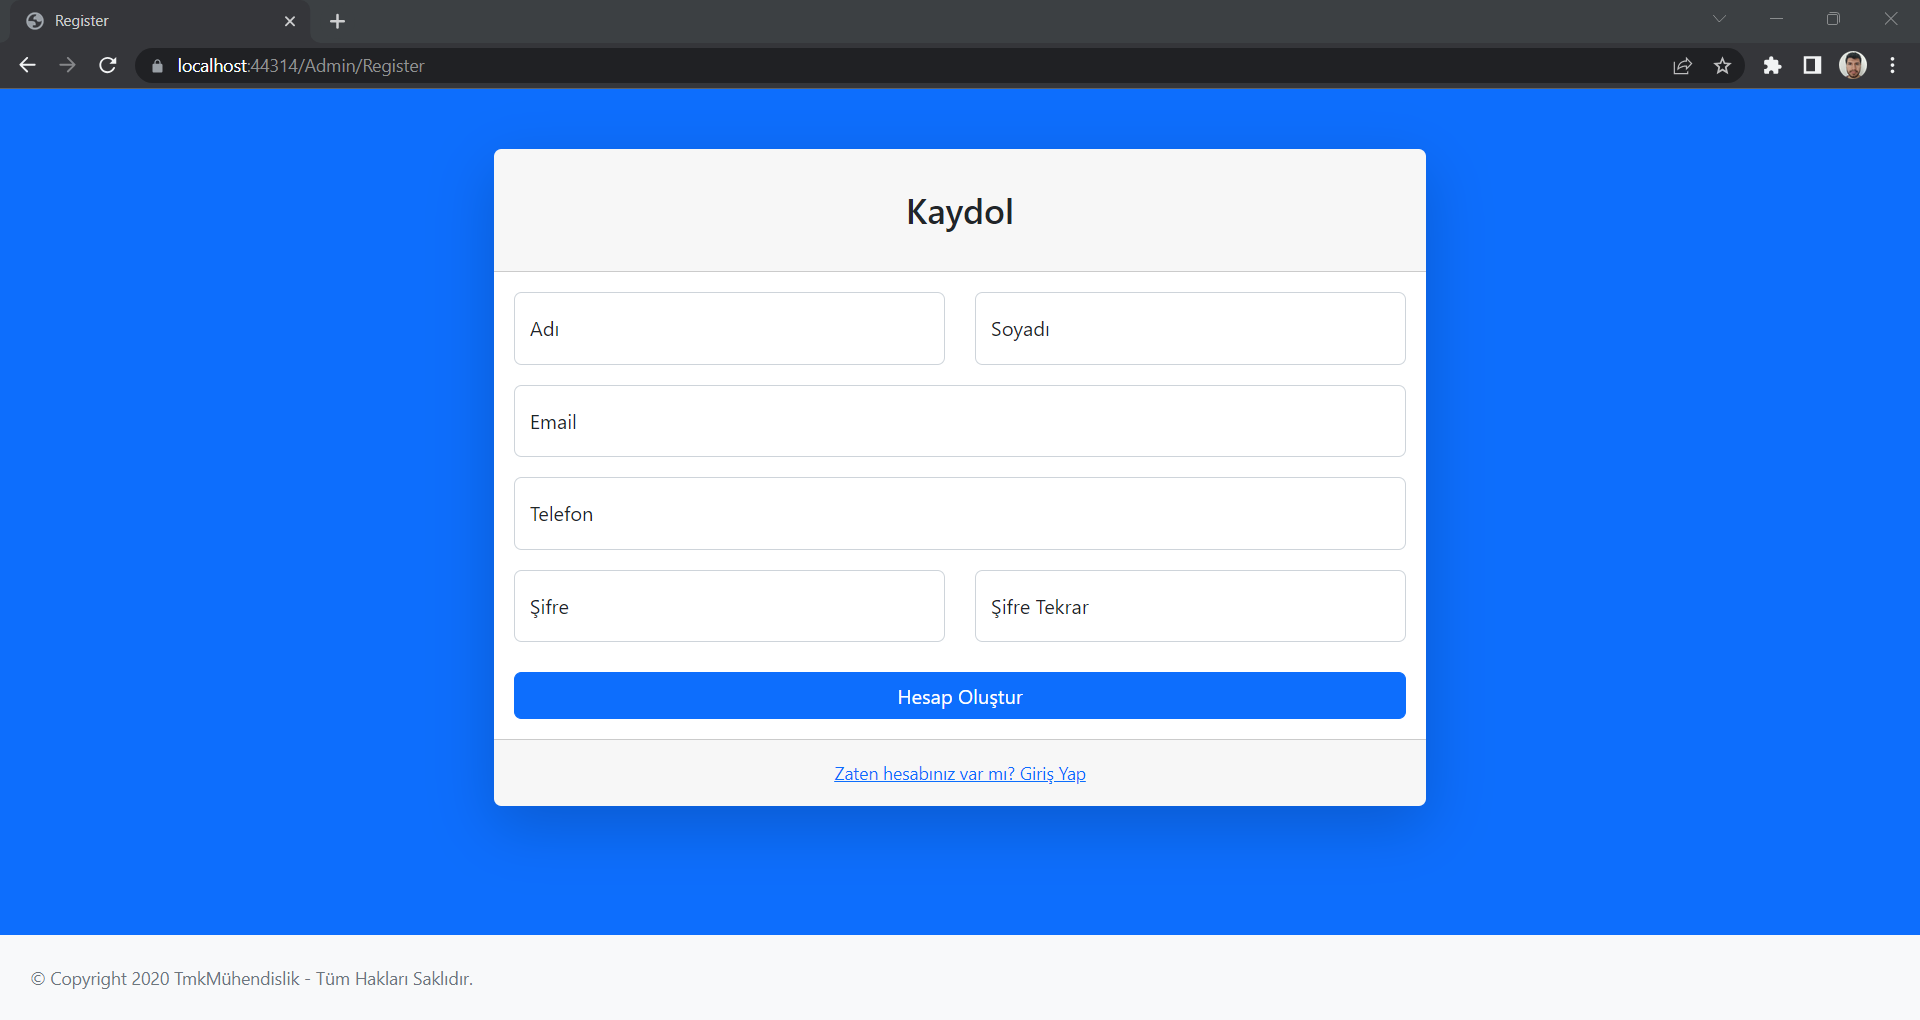 Register
localhost:44314/Admin/Register
Kaydol
Adı
Soyadı
Email
Telefon
Şifre
Şifre Tekrar
Hesap Oluştur
Zaten hesabınız var mı? Giriş Yap
© Copyright 2020 TmkMühendislik - Tüm Hakları Saklıdır.